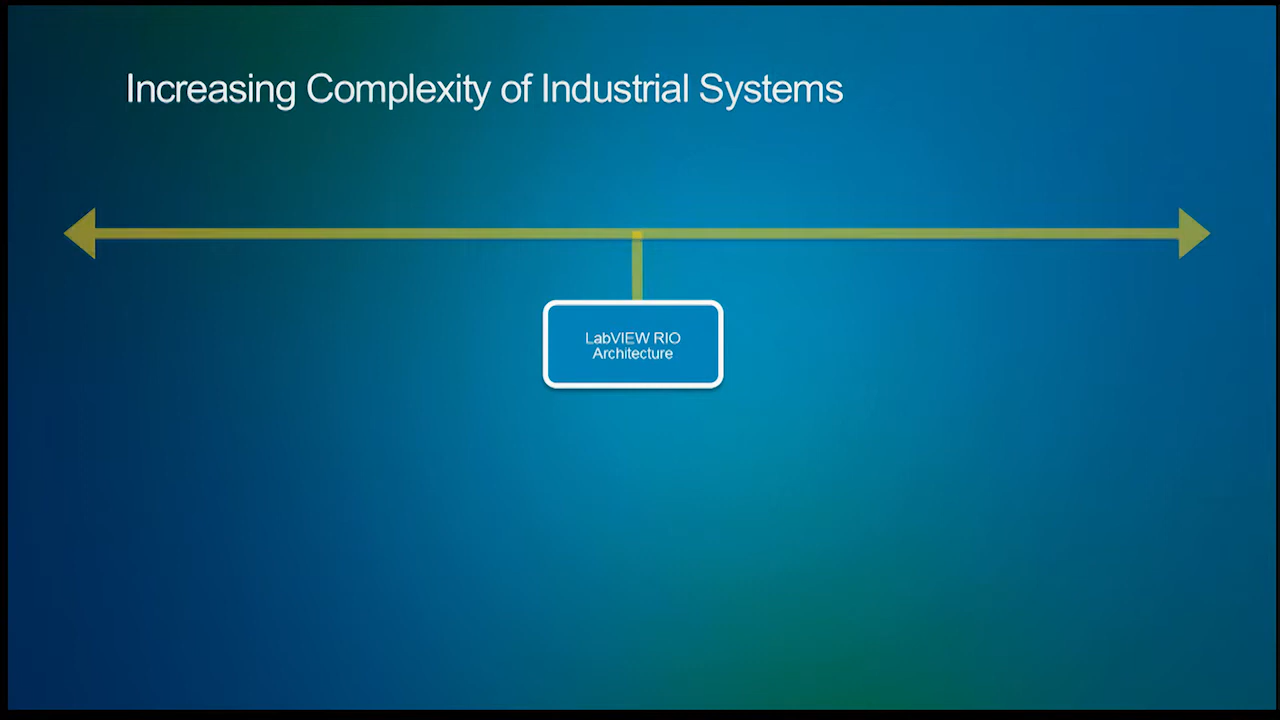 Increasing Complexity of Industrial Systems
LabVIEW RIO
Architecture